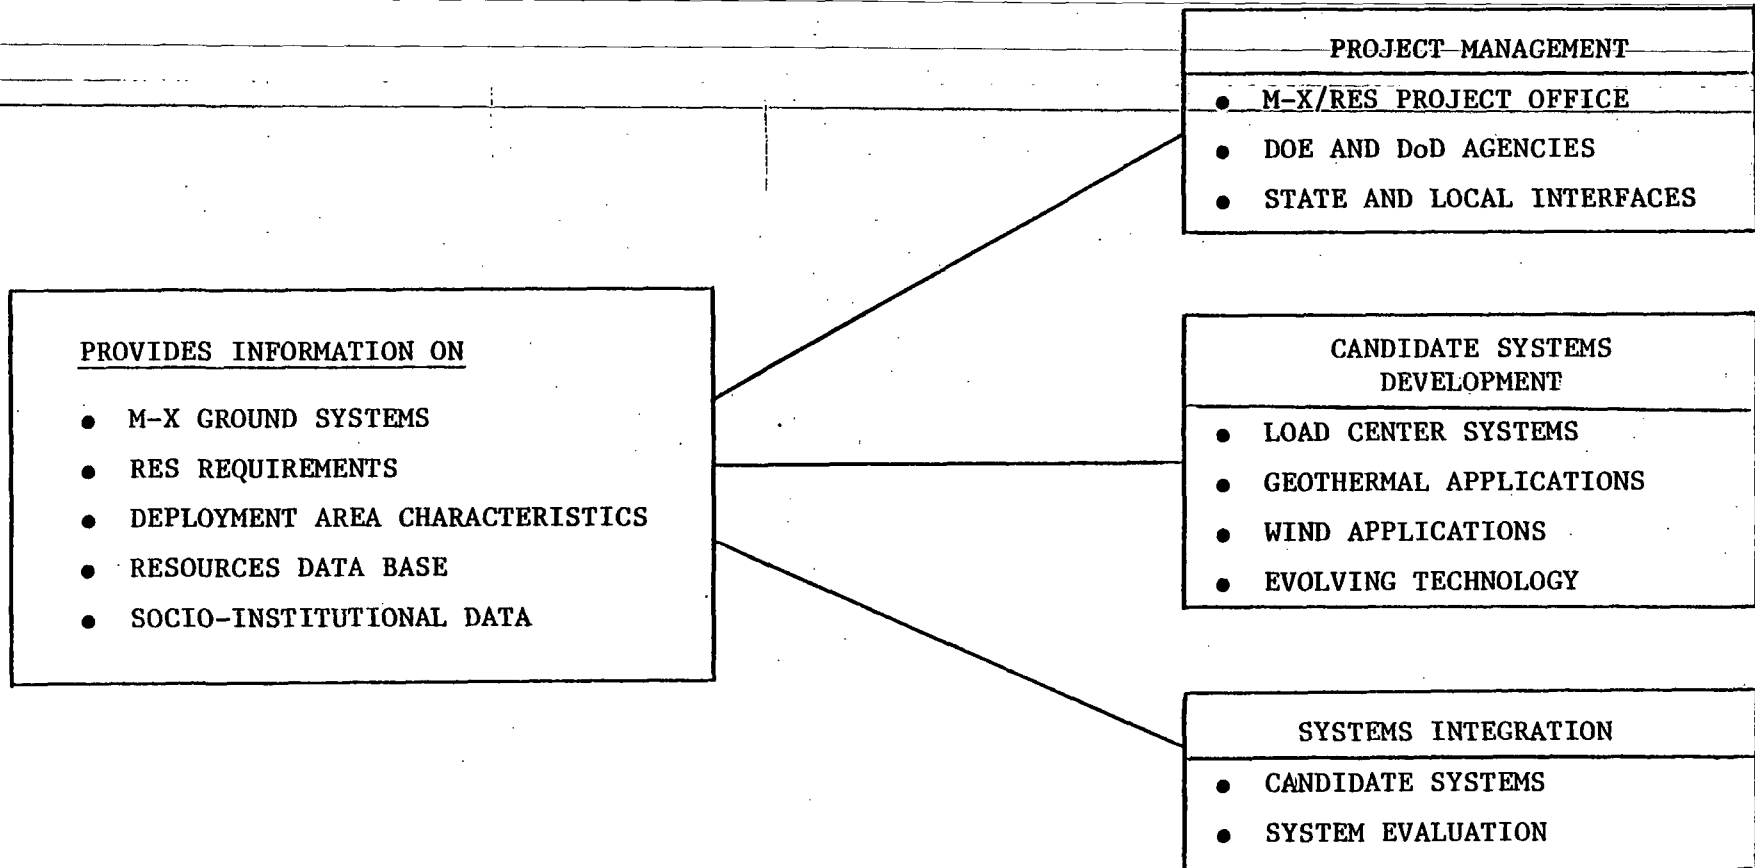 PROJECT MANAGEMENT
• M-X/RES PROJECT OFFICE
• DOE AND DoD AGENCIES
• STATE AND LOCAL INTERFACES
PROVIDES INFORMATION ON
• M-X GROUND SYSTEMS
• RES REQUIREMENTS
• DEPLOYMENT AREA CHARACTERISTICS
• RESOURCES DATA BASE
• SOCIO-INSTITUTIONAL DATA
CANDIDATE SYSTEMS
DEVELOPMENT
• LOAD CENTER SYSTEMS
• GEOTHERMAL APPLICATIONS
• WIND APPLICATIONS
• EVOLVING TECHNOLOGY
SYSTEMS INTEGRATION
• CANDIDATE SYSTEMS
• SYSTEM EVALUATION